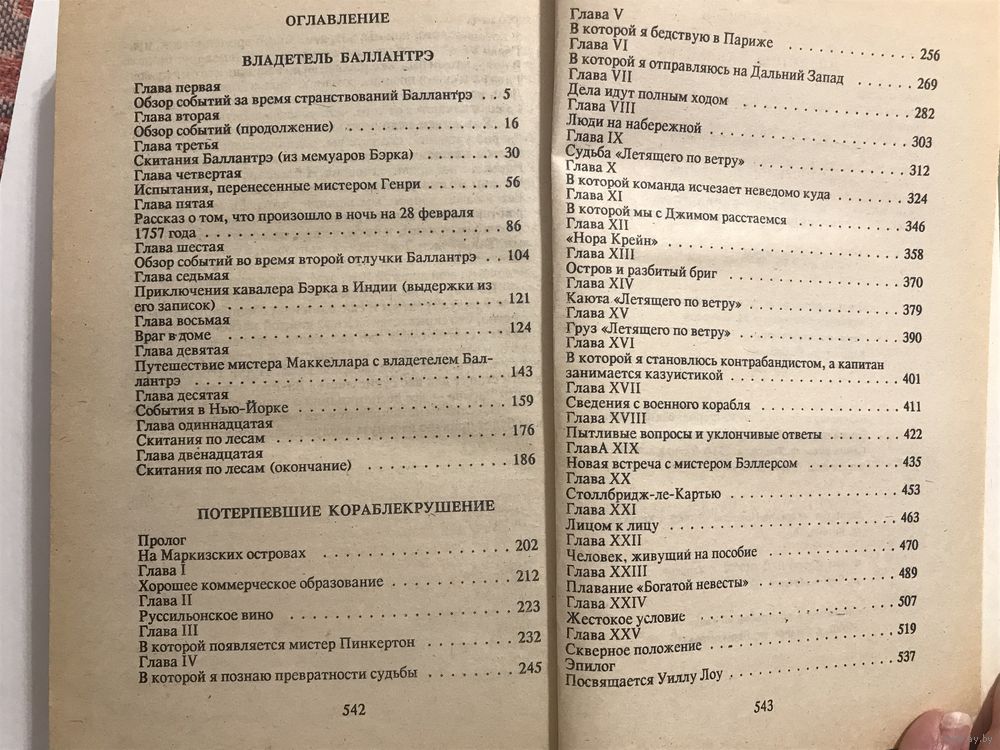 ОГЛАВЛЕНИЕ
ВЛАДЕТЕЛЬ БАЛЛАНТРЭ
Глава первая
Обзор событий за время странствований Баллантрэ . . 5
Глава вторая
Обзор событий (продолжение) . . . . . . . . . . . . 16
Глава третья
Скитания Баллантрэ (из мемуаров Бэрка) . . . . . . . 30
Глава четвертая
Испытания, перенесенные мистером Генри . . . . . . 56
Глава пятая
Рассказ о том, что произошло в ночь на 28 февраля
1757 года . . . . . . . . . . . . . . . . . . . . . . 86
Глава шестая
Обзор событий во время второй отлучки Баллантрэ . . 104
Глава седьмая
Приключения кавалера Бэрка в Индии (выдержки из
его записок) . . . . . . . . . . . . . . . . . . . . 121
Глава восьмая
Враг в доме . . . . . . . . . . . . . . . . . . . . 124
Глава девятая
Путешествие мистера Маккеллара с владетелем Бал-
лантрэ . . . . . . . . . . . . . . . . . . . . . . 143
Глава десятая
События в Нью-Йорке . . . . . . . . . . . . . . . 159
Глава одиннадцатая
Скитания по лесам . . . . . . . . . . . . . . . . . 176
Глава двенадцатая
Скитания по лесам (окончание) . . . . . . . . . . . 186
ПОТЕРПЕВШИЕ КОРАБЛЕКРУШЕНИЕ
Пролог
На Маркизских островах . . . . . . . . . . . . . . 202
Глава I
Хорошее коммерческое образование . . . . . . . . . 212
Глава II
Руссильонское вино . . . . . . . . . . . . . . . . 223
Глава III
В которой появляется мистер Пинкертон . . . . . . . 232
Глава IV
В которой я познаю превратности судьбы . . . . . . 245
542
Глава V
В которой я бедствую в Париже . . . . . . . . . . 256
Глава VI
В которой я отправляюсь на Дальний Запад . . . . . 269
Глава VII
Дела идут полным ходом . . . . . . . . . . . . . . 282
Глава VIII
Люди на набережной . . . . . . . . . . . . . . . . 303
Глава IX
Судьба «Летящего по ветру» . . . . . . . . . . . . 312
Глава X
В которой команда исчезает неведомо куда . . . . . 324
Глава XI
В которой мы с Джимом расстаемся . . . . . . . . . 346
Глава XII
«Нора Крейн» . . . . . . . . . . . . . . . . . . . 358
Глава XIII
Остров и разбитый бриг . . . . . . . . . . . . . . 370
Глава XIV
Каюта «Летящего по ветру» . . . . . . . . . . . . 379
Глава XV
Груз «Летящего по ветру» . . . . . . . . . . . . . 390
Глава XVI
В которой я становлюсь контрабандистом, а капитан
занимается казуистикой . . . . . . . . . . . . . . 401
Глава XVII
Сведения с военного корабля . . . . . . . . . . . 411
Глава XVIII
Пытливые вопросы и уклончивые ответы . . . . . . . 422
ГлавА XIX
Новая встреча с мистером Бэллерсом . . . . . . . . 435
Глава XX
Столлбридж-ле-Картью . . . . . . . . . . . . . . . 453
Глава XXI
Лицом к лицу . . . . . . . . . . . . . . . . . . . 463
Глава XXII
Человек, живущий на пособие . . . . . . . . . . . 470
Глава XXIII
Плавание «Богатой невесты» . . . . . . . . . . . . 489
Глава XXIV
Жестокое условие . . . . . . . . . . . . . . . . . 507
Глава XXV
Скверное положение . . . . . . . . . . . . . . . . 519
Эпилог
Посвящается Уиллу Лоу . . . . . . . . . . . . . . 537
543